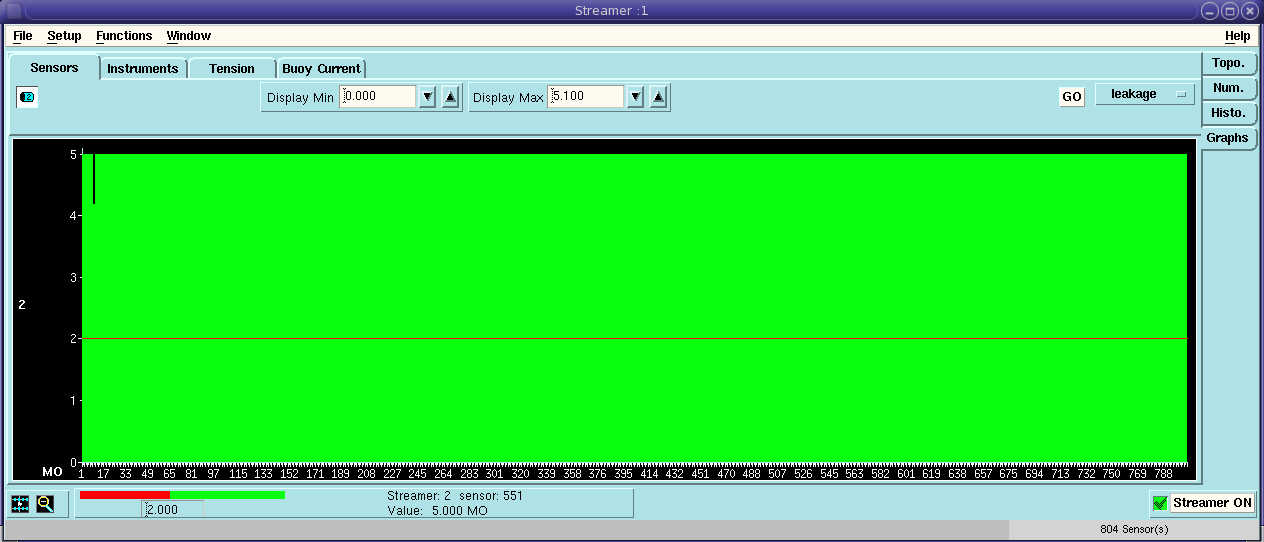 Streamer :1
File Setup Functions Window Help
Sensors Instruments Tension Buoy Current
Topo.
Num.
Histo.
Graphs
2 Display Min 0.000 Display Max 5.100 GO leakage
5
4
3
2
2
1
0
MO 1 17 33 49 65 81 97 115 133 152 171 189 208 227 245 264 283 301 320 339 358 376 395 414 432 451 470 488 507 526 545 563 582 601 619 638 657 675 694 713 732 750 769 788
Streamer: 2 sensor: 551
2.000
Value: 5.000 MO
Streamer ON
804 Sensor(s)